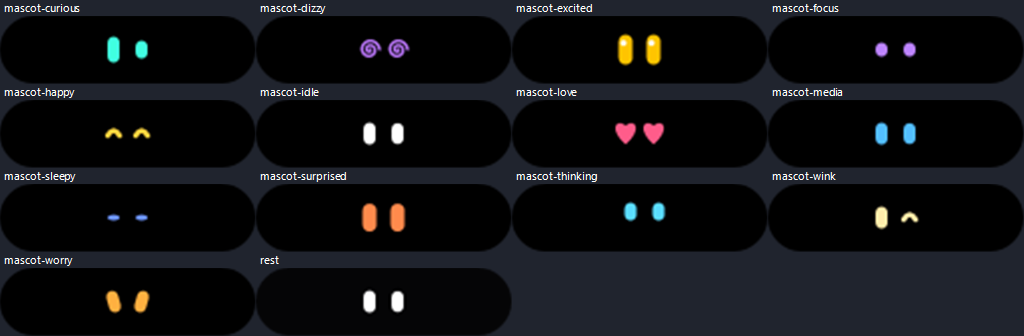 mascot-curious
mascot-dizzy
mascot-excited
mascot-focus
mascot-happy
mascot-idle
mascot-love
mascot-media
mascot-sleepy
mascot-surprised
mascot-thinking
mascot-wink
mascot-worry
rest